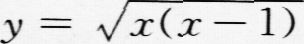 y = √x(x − 1)